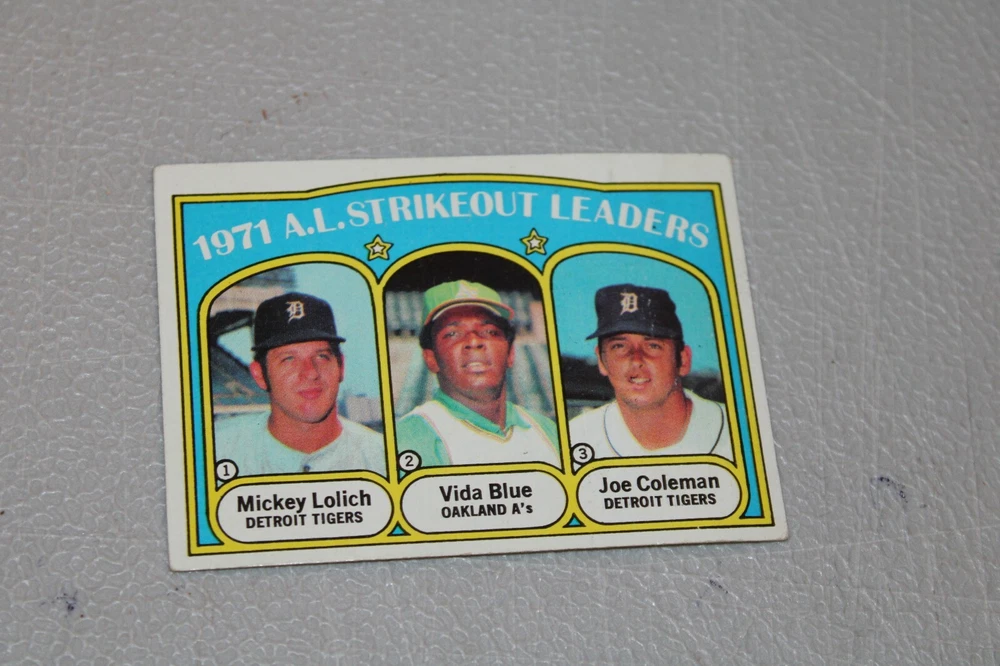 1971 A.L. STRIKEOUT LEADERS
D
D
1
Mickey Lolich
DETROIT TIGERS
2
Vida Blue
OAKLAND A's
3
Joe Coleman
DETROIT TIGERS